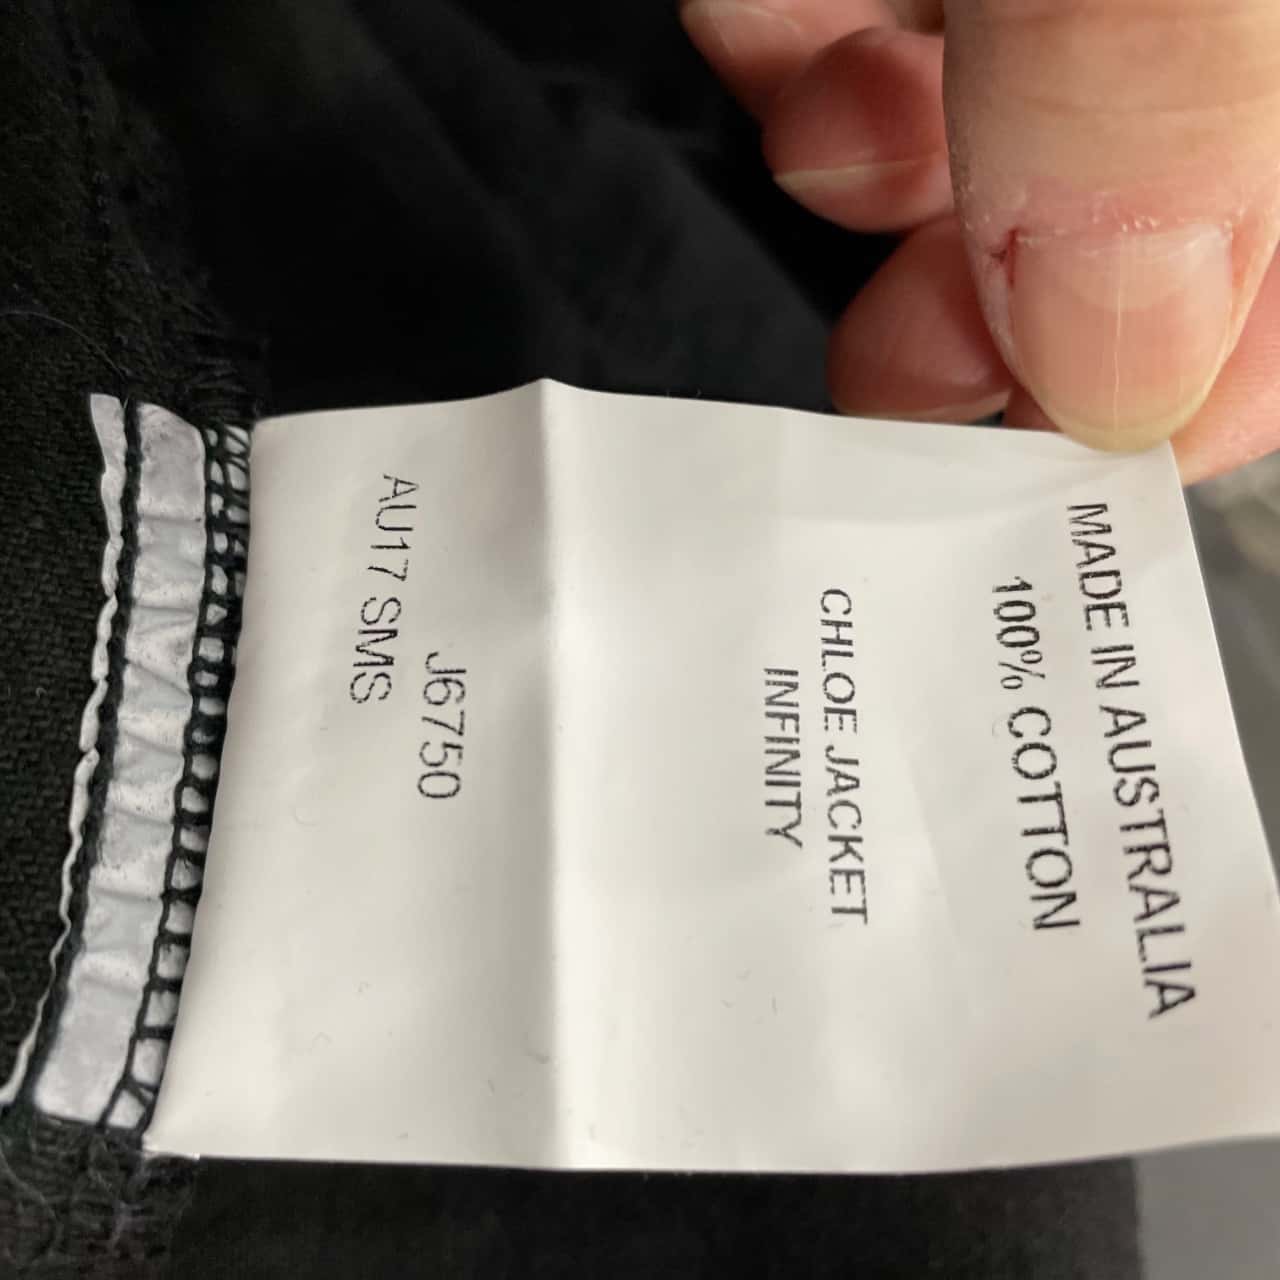 MADE IN AUSTRALIA
100% COTTON
CHLOE JACKET
INFINITY
J6750
AU17 SMS